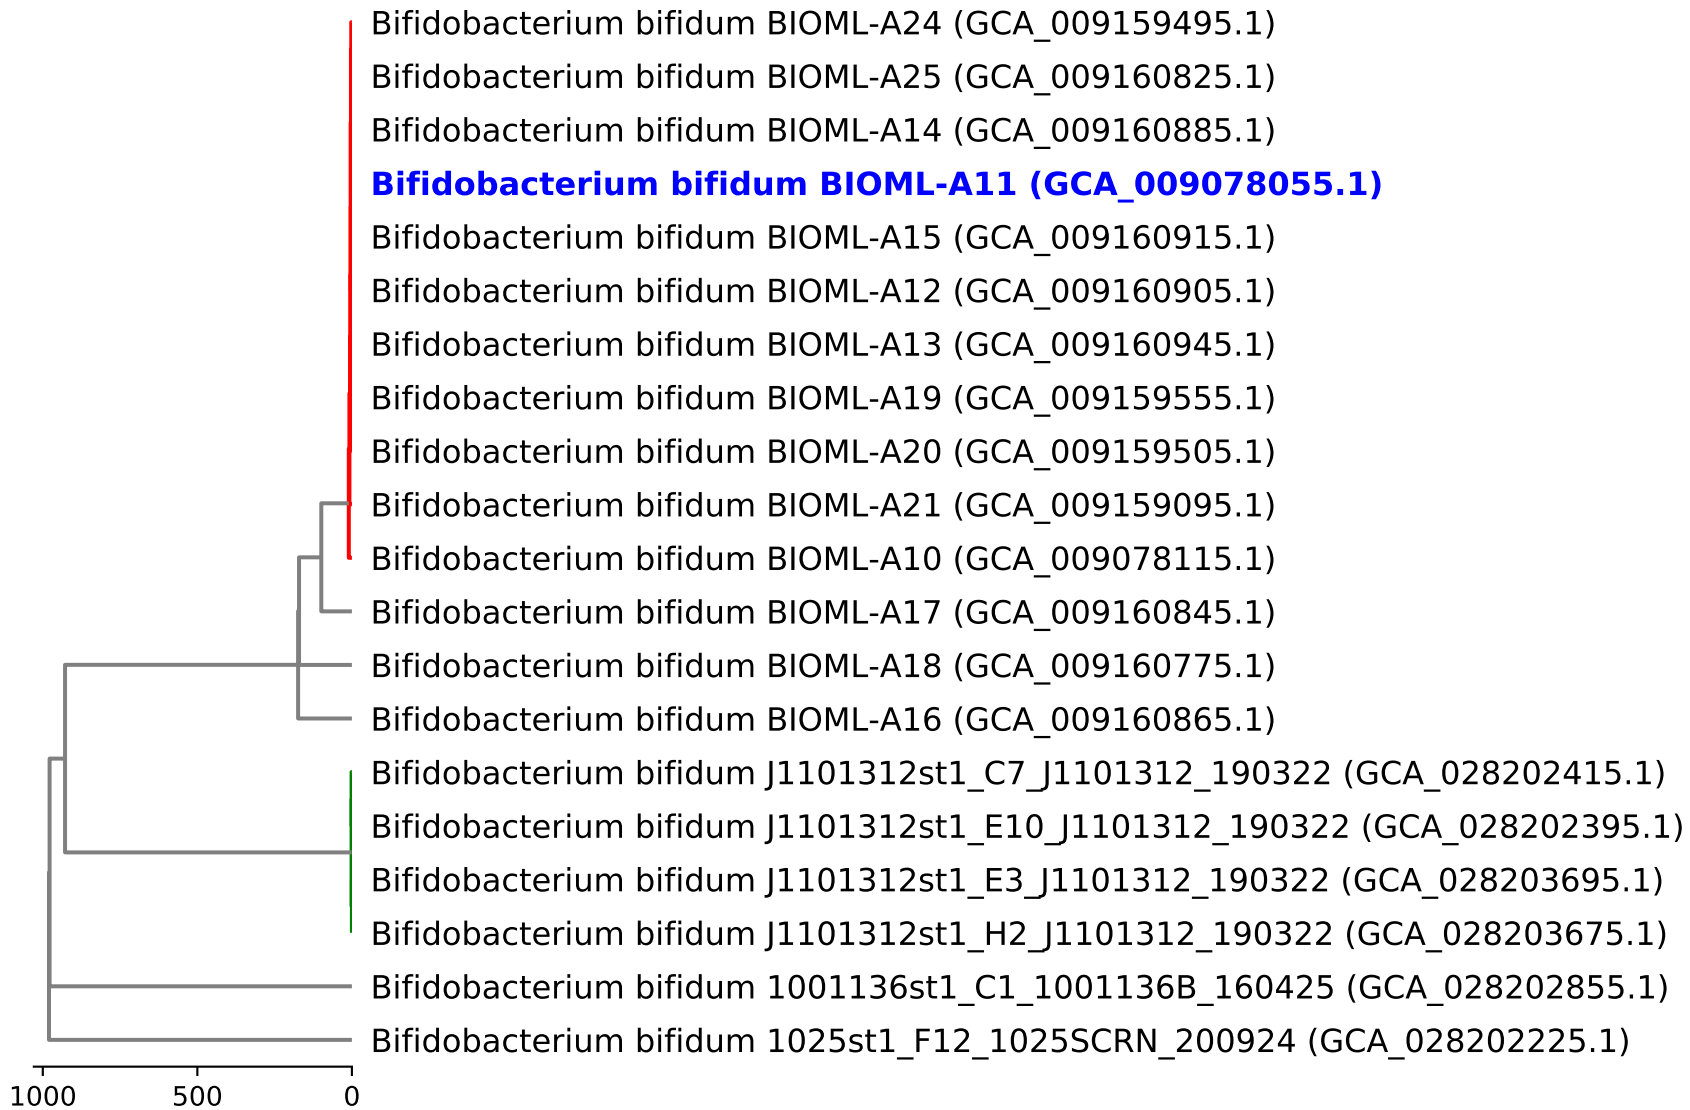 Bifidobacterium bifidum BIOML-A24 (GCA_009159495.1)
Bifidobacterium bifidum BIOML-A25 (GCA_009160825.1)
Bifidobacterium bifidum BIOML-A14 (GCA_009160885.1)
Bifidobacterium bifidum BIOML-A11 (GCA_009078055.1)
Bifidobacterium bifidum BIOML-A15 (GCA_009160915.1)
Bifidobacterium bifidum BIOML-A12 (GCA_009160905.1)
Bifidobacterium bifidum BIOML-A13 (GCA_009160945.1)
Bifidobacterium bifidum BIOML-A19 (GCA_009159555.1)
Bifidobacterium bifidum BIOML-A20 (GCA_009159505.1)
Bifidobacterium bifidum BIOML-A21 (GCA_009159095.1)
Bifidobacterium bifidum BIOML-A10 (GCA_009078115.1)
Bifidobacterium bifidum BIOML-A17 (GCA_009160845.1)
Bifidobacterium bifidum BIOML-A18 (GCA_009160775.1)
Bifidobacterium bifidum BIOML-A16 (GCA_009160865.1)
Bifidobacterium bifidum J1101312st1_C7_J1101312_190322 (GCA_028202415.1)
Bifidobacterium bifidum J1101312st1_E10_J1101312_190322 (GCA_028202395.1)
Bifidobacterium bifidum J1101312st1_E3_J1101312_190322 (GCA_028203695.1)
Bifidobacterium bifidum J1101312st1_H2_J1101312_190322 (GCA_028203675.1)
Bifidobacterium bifidum 1001136st1_C1_1001136B_160425 (GCA_028202855.1)
Bifidobacterium bifidum 1025st1_F12_1025SCRN_200924 (GCA_028202225.1)
1000 500 0